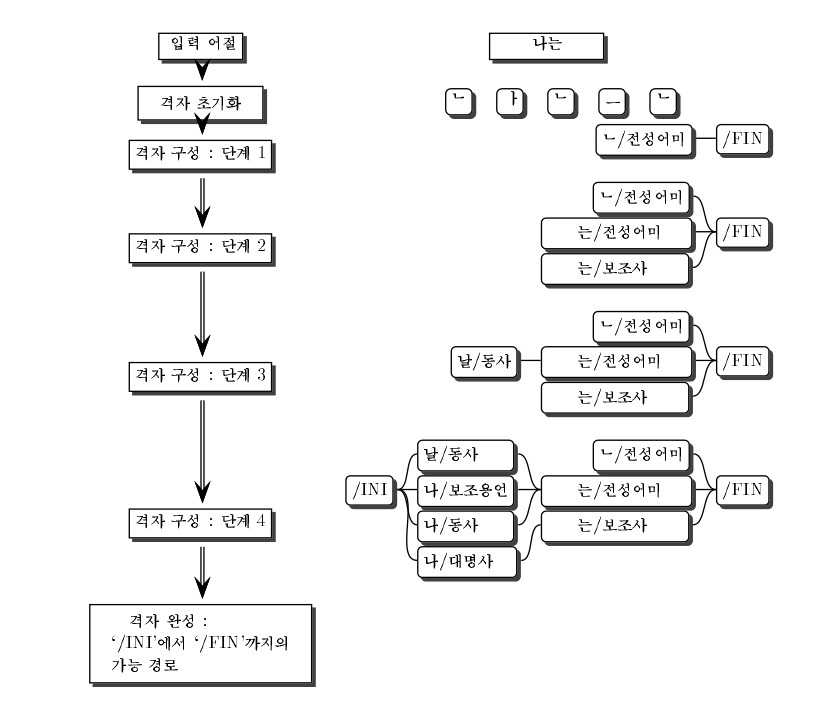 입력 어절
나는
격자 초기화
ㄴ ㅏ ㄴ ㅡ ㄴ
격자 구성 : 단계 1
ㄴ/전성어미 /FIN
격자 구성 : 단계 2
ㄴ/전성어미
는/전성어미 /FIN
는/보조사
격자 구성 : 단계 3
ㄴ/전성어미
날/동사 는/전성어미 /FIN
는/보조사
격자 구성 : 단계 4
날/동사 ㄴ/전성어미
/INI 나/보조용언 는/전성어미 /FIN
나/동사 는/보조사
나/대명사
격자 완성 :
‘/INI’에서 ‘/FIN’까지의
가능 경로